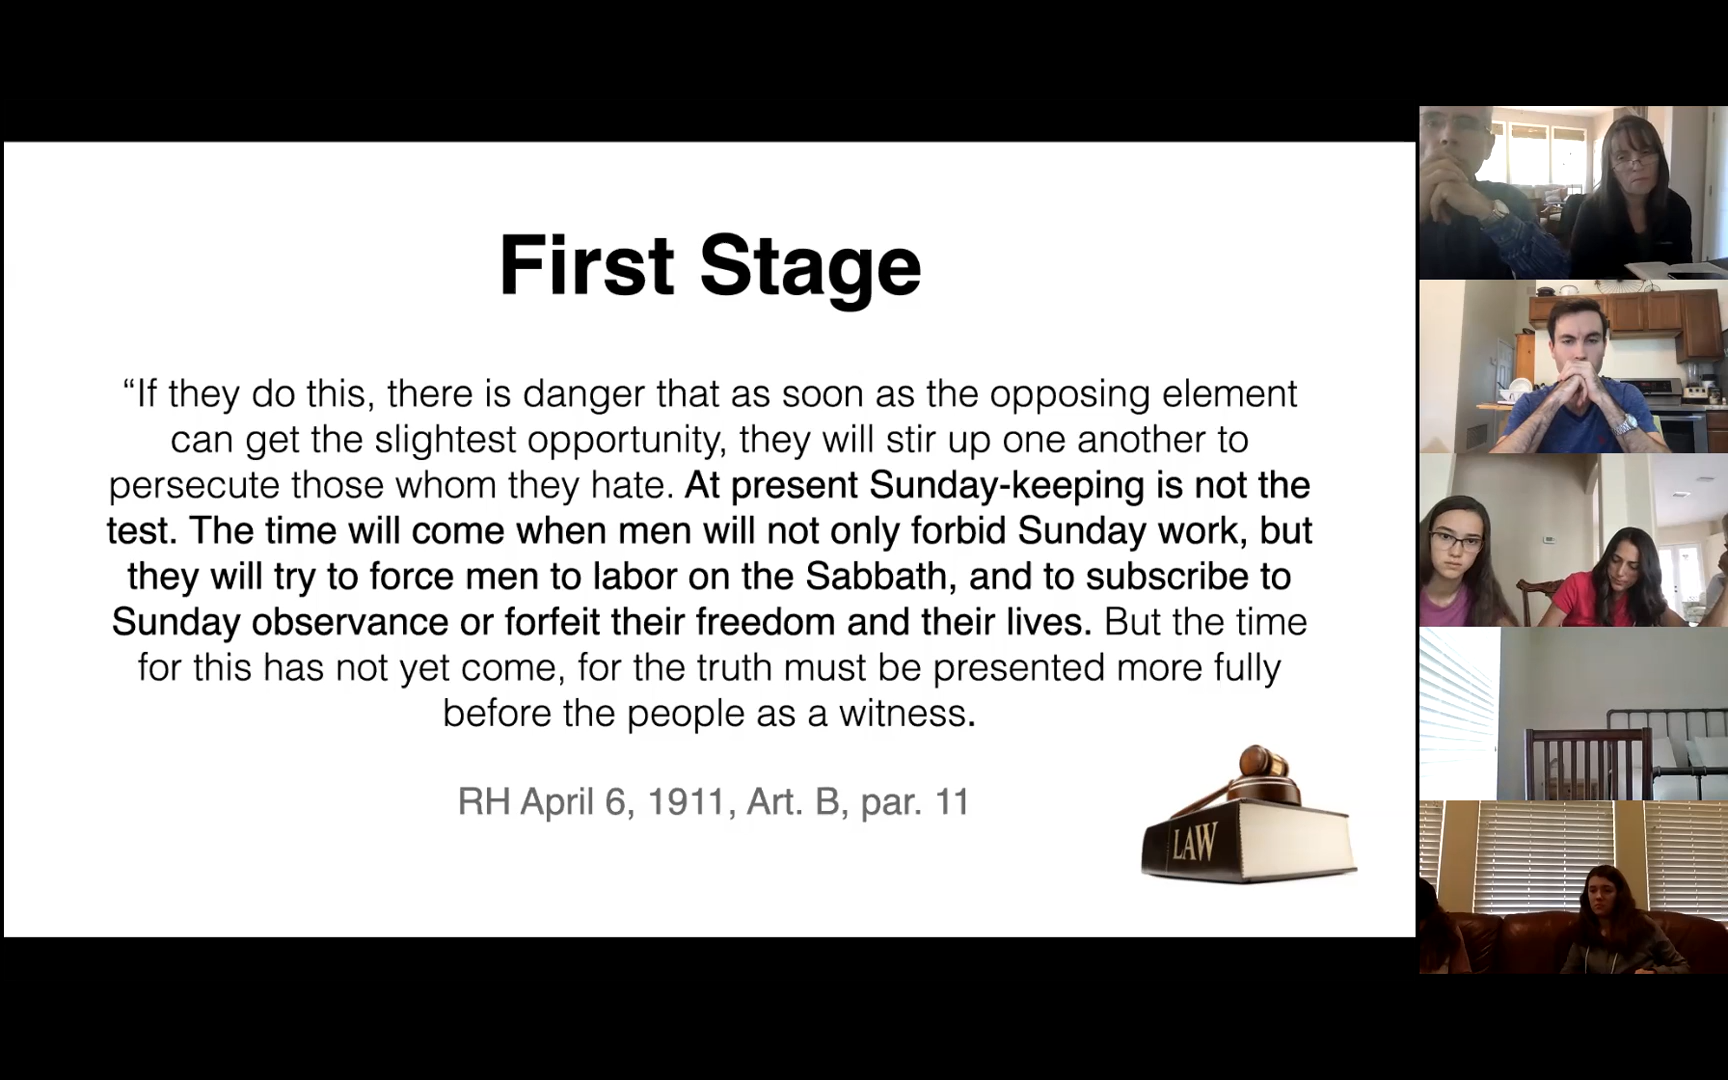 First Stage
“If they do this, there is danger that as soon as the opposing element
can get the slightest opportunity, they will stir up one another to
persecute those whom they hate. At present Sunday-keeping is not the
test. The time will come when men will not only forbid Sunday work, but
they will try to force men to labor on the Sabbath, and to subscribe to
Sunday observance or forfeit their freedom and their lives. But the time
for this has not yet come, for the truth must be presented more fully
before the people as a witness.
RH April 6, 1911, Art. B, par. 11
LAW